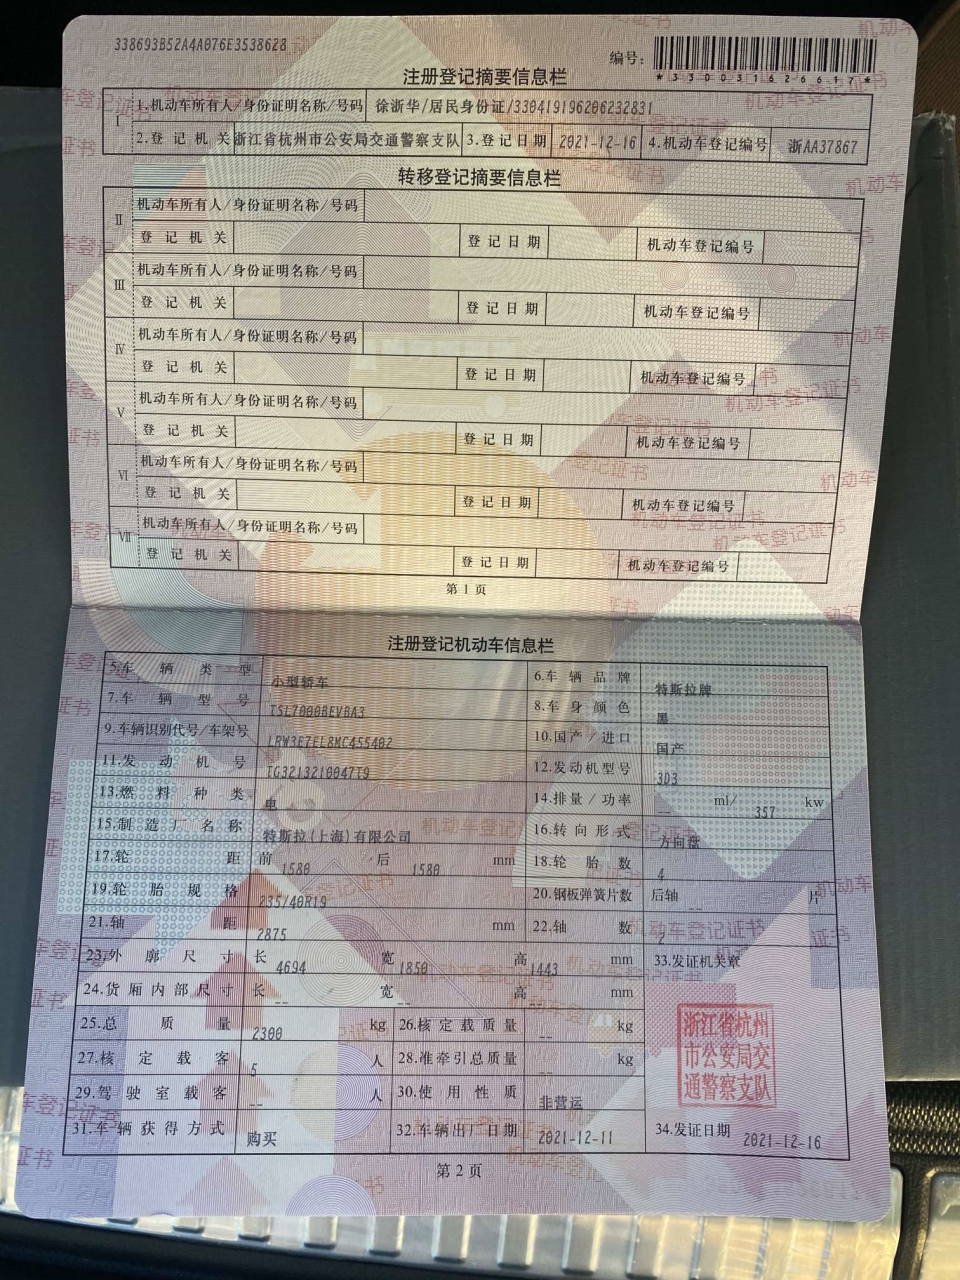 338693B52A4A076E3538628
编号:
*330031626617*
注册登记摘要信息栏
I 1.机动车所有人/身份证明名称/号码 徐浙华/居民身份证/330419196206232831
2.登记机关 浙江省杭州市公安局交通警察支队 3.登记日期 2021-12-16 4.机动车登记编号 浙AA37867
转移登记摘要信息栏
II 机动车所有人/身份证明名称/号码
登记机关 登记日期 机动车登记编号
III 机动车所有人/身份证明名称/号码
登记机关 登记日期 机动车登记编号
IV 机动车所有人/身份证明名称/号码
登记机关 登记日期 机动车登记编号
V 机动车所有人/身份证明名称/号码
登记机关 登记日期 机动车登记编号
VI 机动车所有人/身份证明名称/号码
登记机关 登记日期 机动车登记编号
VII 机动车所有人/身份证明名称/号码
登记机关 登记日期 机动车登记编号
第1页
注册登记机动车信息栏
5.车辆类型 小型轿车 6.车辆品牌 特斯拉牌
7.车辆型号 TSL7000BEVBA3 8.车身颜色 黑
9.车辆识别代号/车架号 LRW3E7EL8MC455402 10.国产/进口 国产
11.发动机号 TG3213210047T9 12.发动机型号 3D3
13.燃料种类 电 14.排量/功率 -- ml/ 357 kw
15.制造厂名称 特斯拉(上海)有限公司 16.转向形式 方向盘
17.轮距 前 1580 后 1580 mm 18.轮胎数 4
19.轮胎规格 235/40R19 20.钢板弹簧片数 后轴 -- 片
21.轴距 2875 mm 22.轴数 2
23.外廓尺寸 长 4694 宽 1850 高 1443 mm 33.发证机关章
24.货厢内部尺寸 长 -- 宽 -- 高 -- mm
25.总质量 2300 kg 26.核定载质量 -- kg
27.核定载客 5 人 28.准牵引总质量 -- kg
浙江省杭州
市公安局交
通警察支队
29.驾驶室载客 -- 人 30.使用性质 非营运
31.车辆获得方式 购买 32.车辆出厂日期 2021-12-11 34.发证日期 2021-12-16
第2页